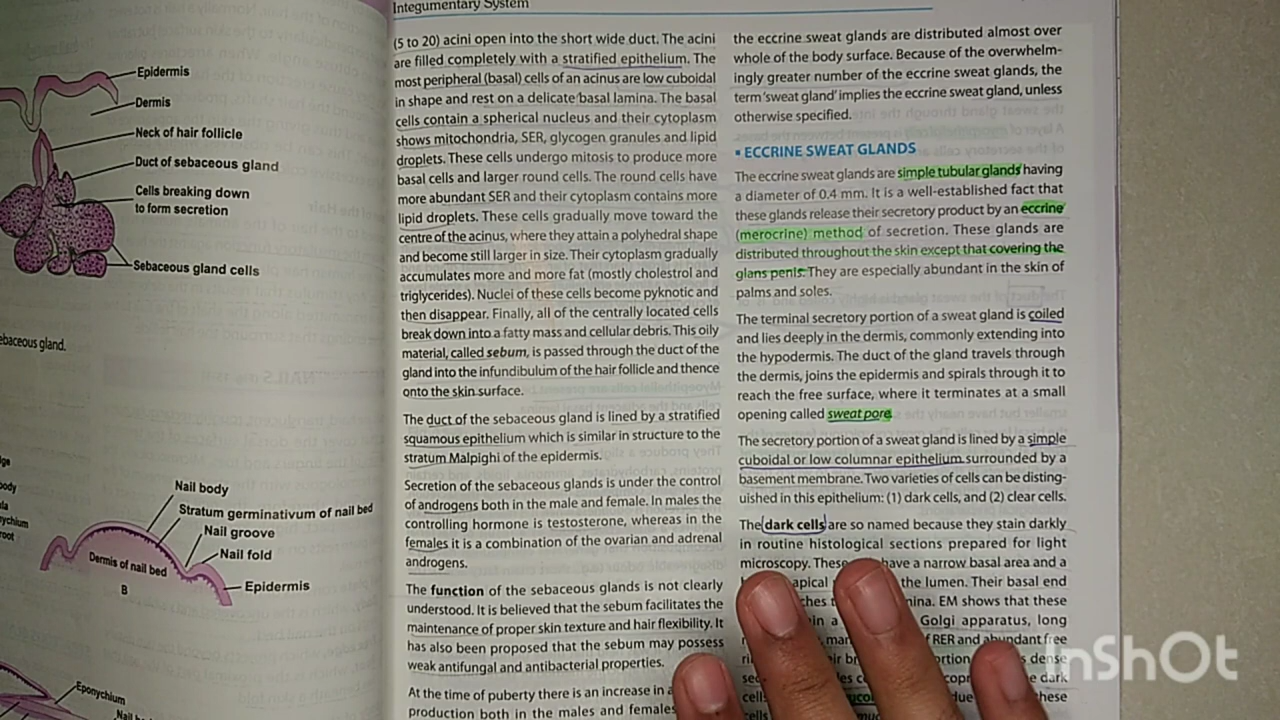 Integumentary System
Epidermis
Dermis
Neck of hair follicle
Duct of sebaceous gland
Cells breaking down
to form secretion
Sebaceous gland cells
sebaceous gland.
Nail body
Stratum germinativum of nail bed
Nail groove
Nail fold
Dermis of nail bed
Epidermis
B
Eponychium
(5 to 20) acini open into the short wide duct. The acini
are filled completely with a stratified epithelium. The
most peripheral (basal) cells of an acinus are low cuboidal
in shape and rest on a delicate basal lamina. The basal
cells contain a spherical nucleus and their cytoplasm
shows mitochondria, SER, glycogen granules and lipid
droplets. These cells undergo mitosis to produce more
basal cells and larger round cells. The round cells have
more abundant SER and their cytoplasm contains more
lipid droplets. These cells gradually move toward the
centre of the acinus, where they attain a polyhedral shape
and become still larger in size. Their cytoplasm gradually
accumulates more and more fat (mostly cholestrol and
triglycerides). Nuclei of these cells become pyknotic and
then disappear. Finally, all of the centrally located cells
break down into a fatty mass and cellular debris. This oily
material, called sebum, is passed through the duct of the
gland into the infundibulum of the hair follicle and thence
onto the skin surface.
The duct of the sebaceous gland is lined by a stratified
squamous epithelium which is similar in structure to the
stratum Malpighi of the epidermis.
Secretion of the sebaceous glands is under the control
of androgens both in the male and female. In males the
controlling hormone is testosterone, whereas in the
females it is a combination of the ovarian and adrenal
androgens.
The function of the sebaceous glands is not clearly
understood. It is believed that the sebum facilitates the
maintenance of proper skin texture and hair flexibility. It
has also been proposed that the sebum may possess
weak antifungal and antibacterial properties.
At the time of puberty there is an increase in
production both in the males and females
the eccrine sweat glands are distributed almost over
whole of the body surface. Because of the overwhelm-
ingly greater number of the eccrine sweat glands, the
term 'sweat gland' implies the eccrine sweat gland, unless
otherwise specified.
▪ ECCRINE SWEAT GLANDS
The eccrine sweat glands are simple tubular glands having
a diameter of 0.4 mm. It is a well-established fact that
these glands release their secretory product by an eccrine
(merocrine) method of secretion. These glands are
distributed throughout the skin except that covering the
glans penis. They are especially abundant in the skin of
palms and soles.
The terminal secretory portion of a sweat gland is coiled
and lies deeply in the dermis, commonly extending into
the hypodermis. The duct of the gland travels through
the dermis, joins the epidermis and spirals through it to
reach the free surface, where it terminates at a small
opening called sweat pore.
The secretory portion of a sweat gland is lined by a simple
cuboidal or low columnar epithelium surrounded by a
basement membrane. Two varieties of cells can be disting-
uished in this epithelium: (1) dark cells, and (2) clear cells.
The dark cells are so named because they stain darkly
in routine histological sections prepared for light
microscopy. These have a narrow basal area and a
apical the lumen. Their basal end
EM shows that these
Golgi apparatus, long
RER and abundant free
dense
dark
cells these
cells
InShOt